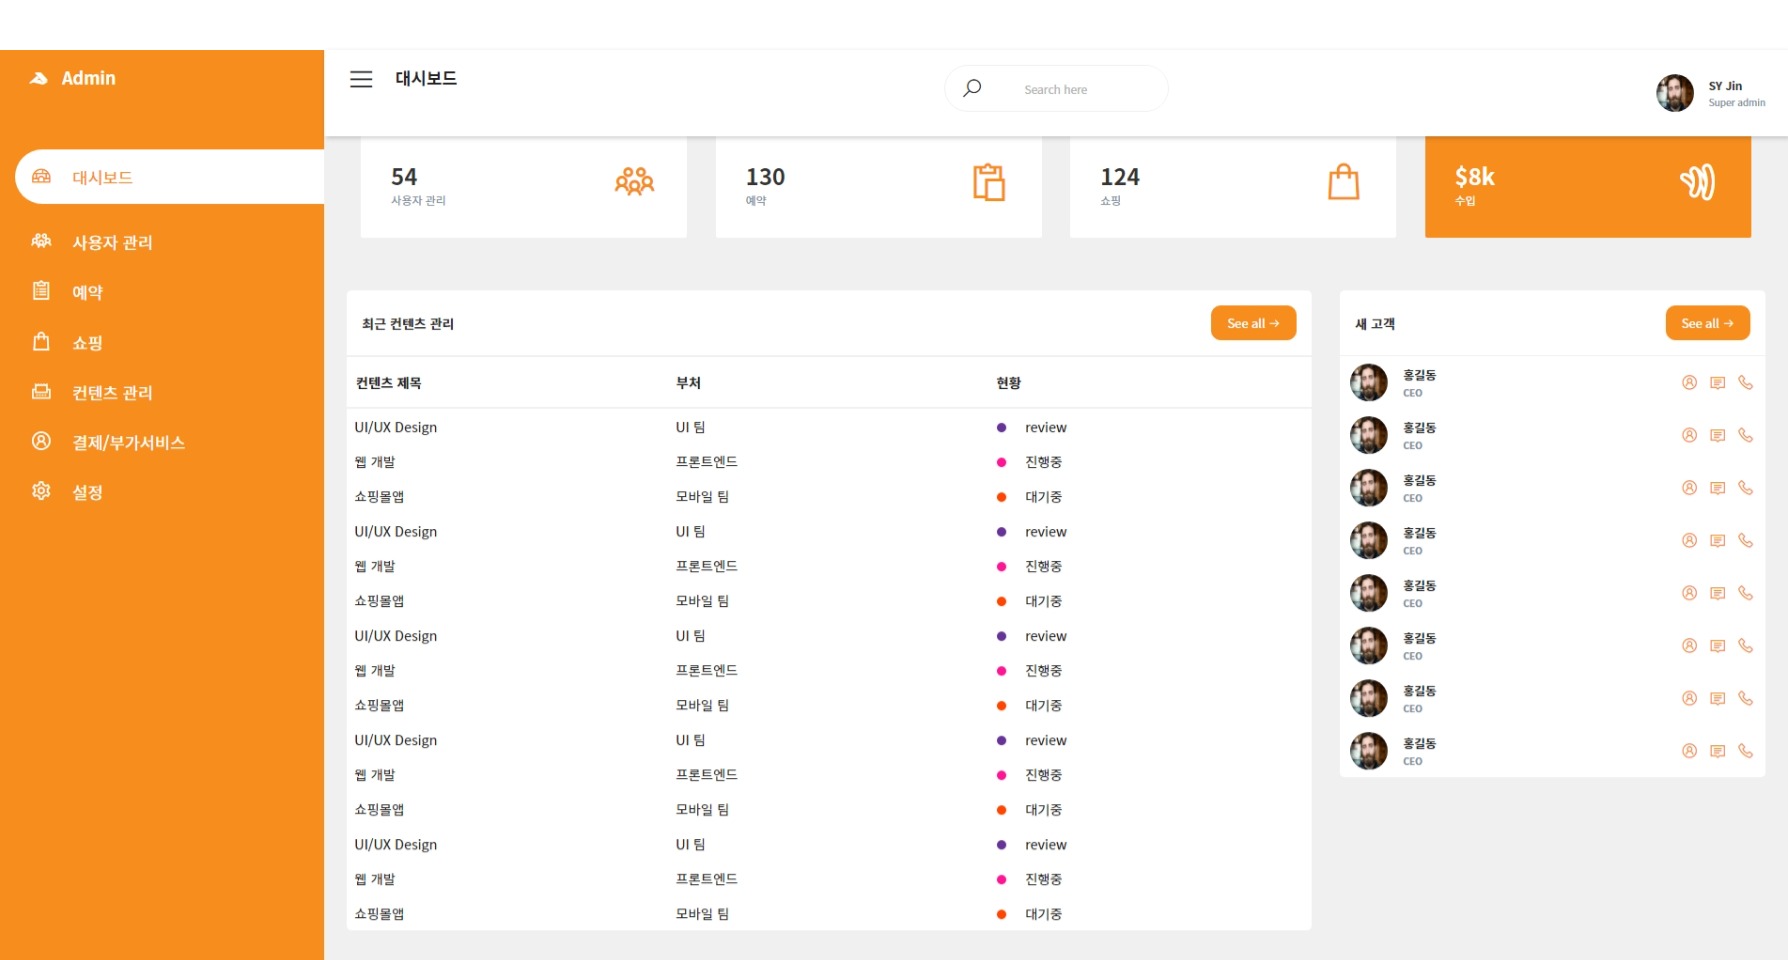 Admin
대시보드
사용자 관리
예약
쇼핑
컨텐츠 관리
결제/부가서비스
설정
대시보드
Search here
SY Jin
Super admin
54
사용자 관리
130
예약
124
쇼핑
$8k
수입
최근 컨텐츠 관리
See all →
컨텐츠 제목 부처 현황
UI/UX Design UI 팀 review
웹 개발 프론트엔드 진행중
쇼핑몰앱 모바일 팀 대기중
UI/UX Design UI 팀 review
웹 개발 프론트엔드 진행중
쇼핑몰앱 모바일 팀 대기중
UI/UX Design UI 팀 review
웹 개발 프론트엔드 진행중
쇼핑몰앱 모바일 팀 대기중
UI/UX Design UI 팀 review
웹 개발 프론트엔드 진행중
쇼핑몰앱 모바일 팀 대기중
UI/UX Design UI 팀 review
웹 개발 프론트엔드 진행중
쇼핑몰앱 모바일 팀 대기중
새 고객
See all →
홍길동
CEO
홍길동
CEO
홍길동
CEO
홍길동
CEO
홍길동
CEO
홍길동
CEO
홍길동
CEO
홍길동
CEO